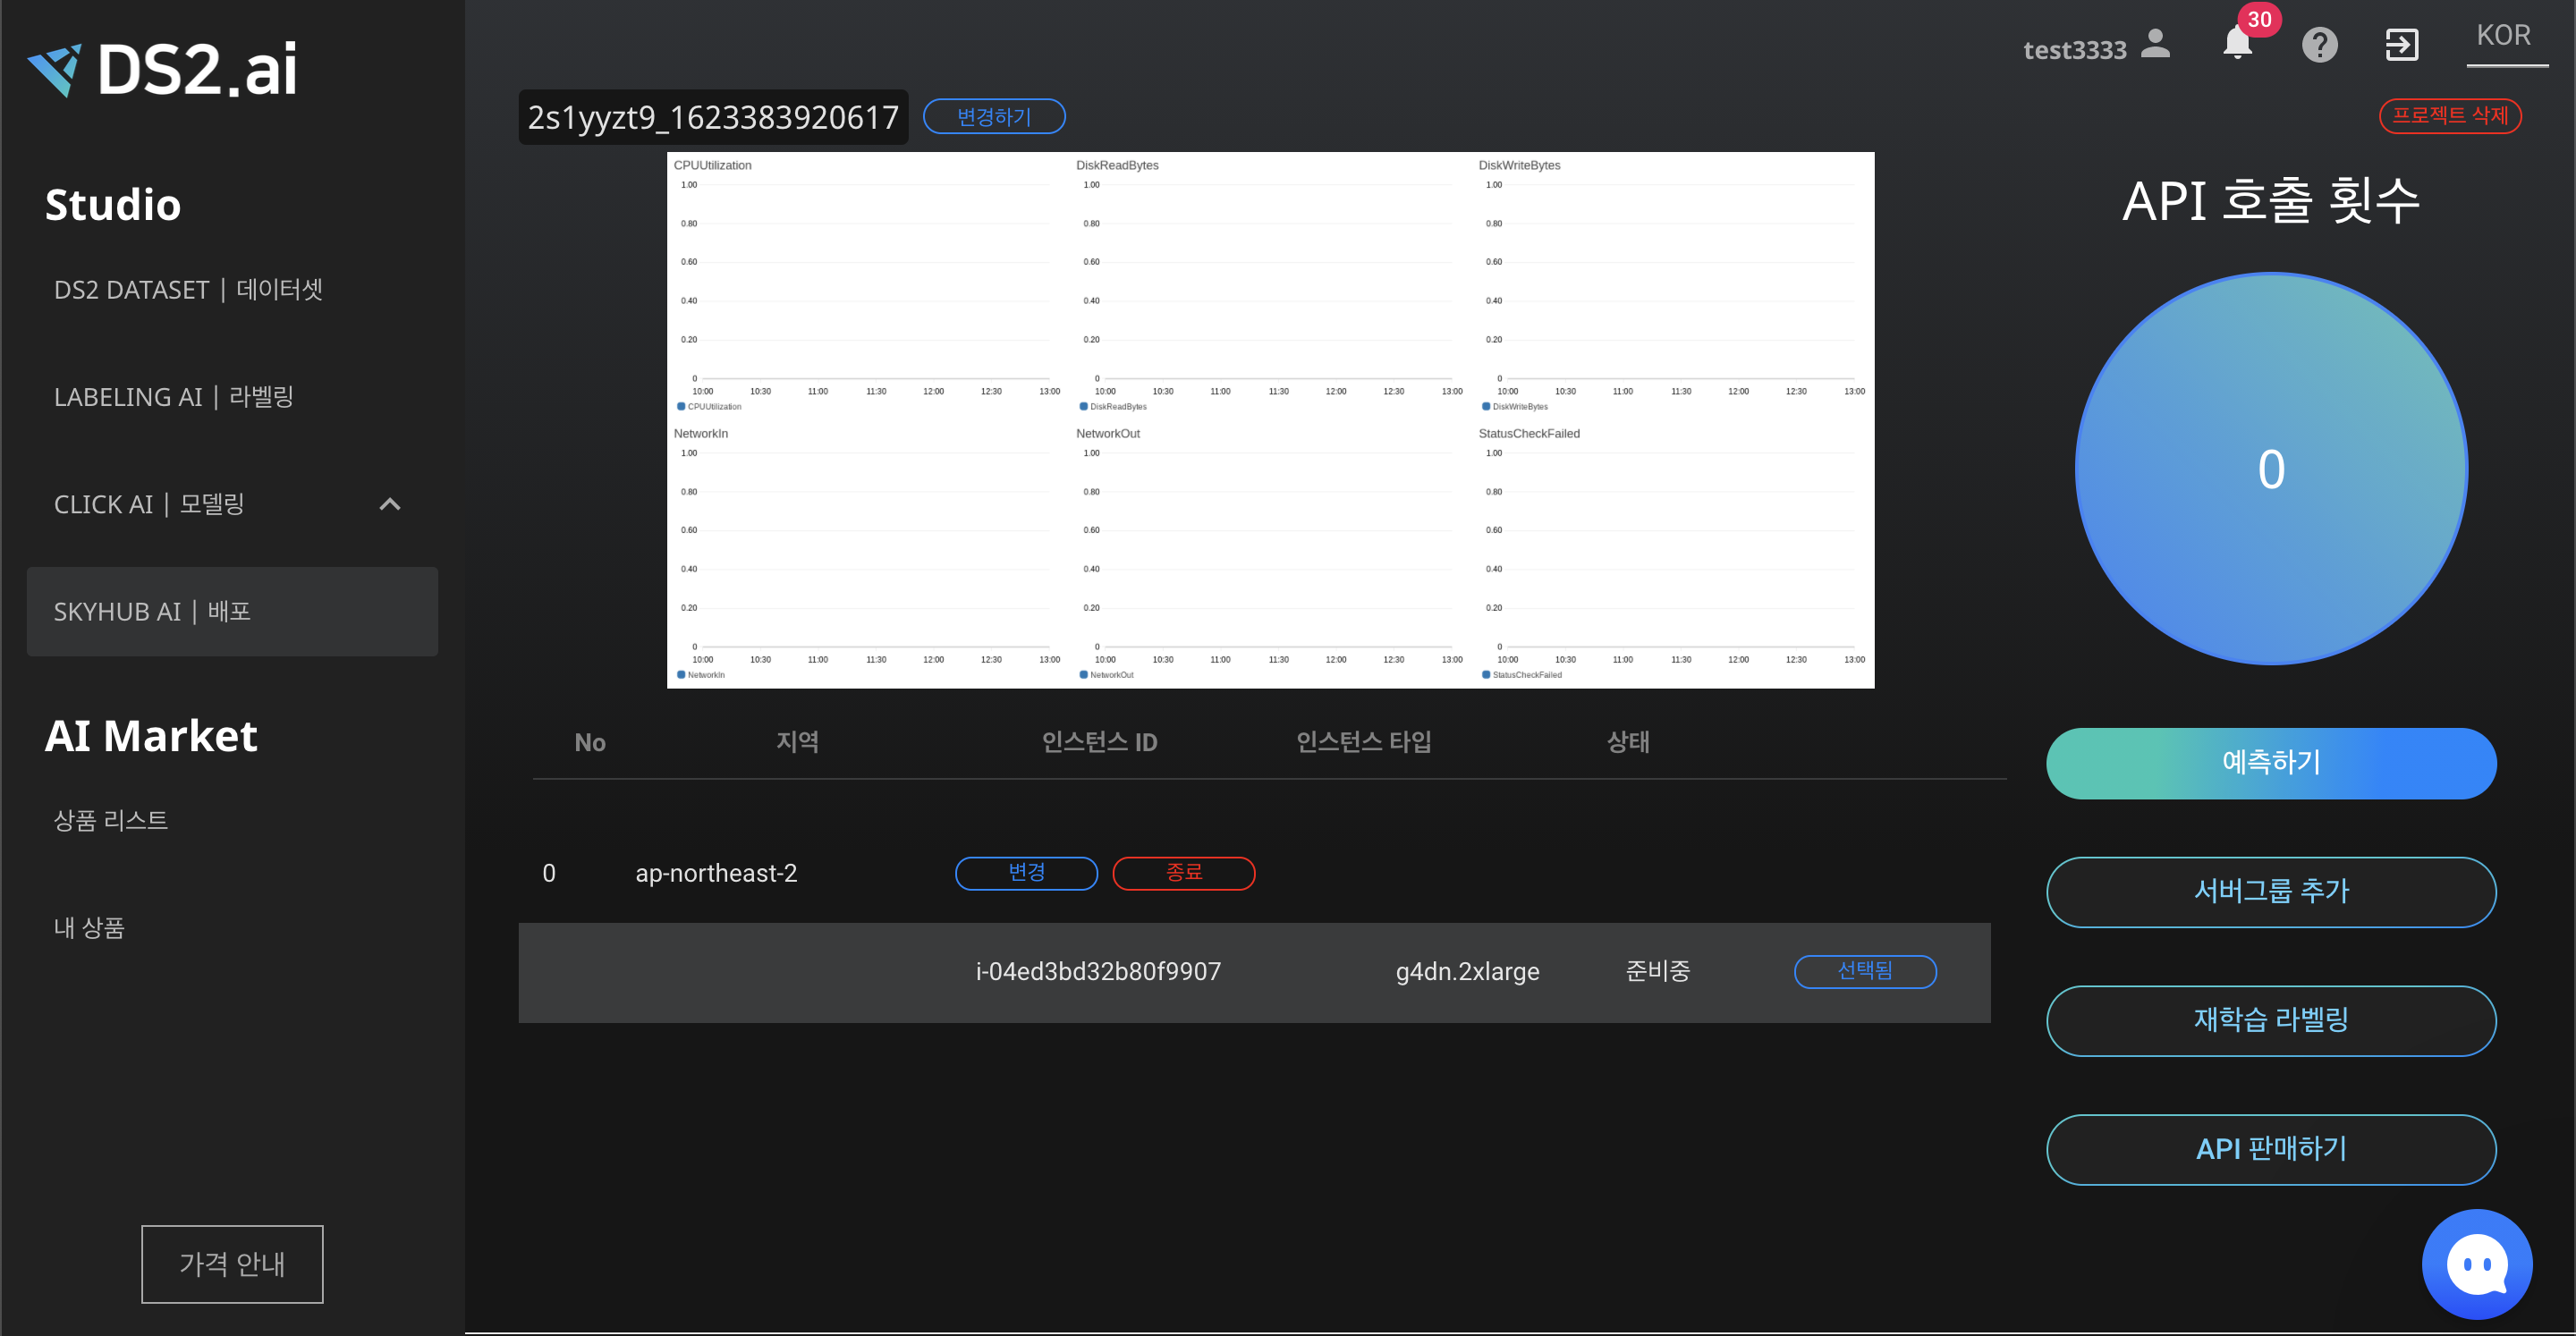 DS2.ai
test3333
30
KOR
2s1yyzt9_1623383920617
변경하기
프로젝트 삭제
Studio
DS2 DATASET | 데이터셋
LABELING AI | 라벨링
CLICK AI | 모델링
SKYHUB AI | 배포
AI Market
상품 리스트
내 상품
가격 안내
CPUUtilization
1.00
0.80
0.60
0.40
0.20
0
10:00 10:30 11:00 11:30 12:00 12:30 13:00
CPUUtilization
DiskReadBytes
1.00
0.80
0.60
0.40
0.20
0
10:00 10:30 11:00 11:30 12:00 12:30 13:00
DiskReadBytes
DiskWriteBytes
1.00
0.80
0.60
0.40
0.20
0
10:00 10:30 11:00 11:30 12:00 12:30 13:00
DiskWriteBytes
NetworkIn
1.00
0.80
0.60
0.40
0.20
0
10:00 10:30 11:00 11:30 12:00 12:30 13:00
NetworkIn
NetworkOut
1.00
0.80
0.60
0.40
0.20
0
10:00 10:30 11:00 11:30 12:00 12:30 13:00
NetworkOut
StatusCheckFailed
1.00
0.80
0.60
0.40
0.20
0
10:00 10:30 11:00 11:30 12:00 12:30 13:00
StatusCheckFailed
No 지역 인스턴스 ID 인스턴스 타입 상태
0 ap-northeast-2 변경 종료
i-04ed3bd32b80f9907 g4dn.2xlarge 준비중 선택됨
API 호출 횟수
0
예측하기
서버그룹 추가
재학습 라벨링
API 판매하기